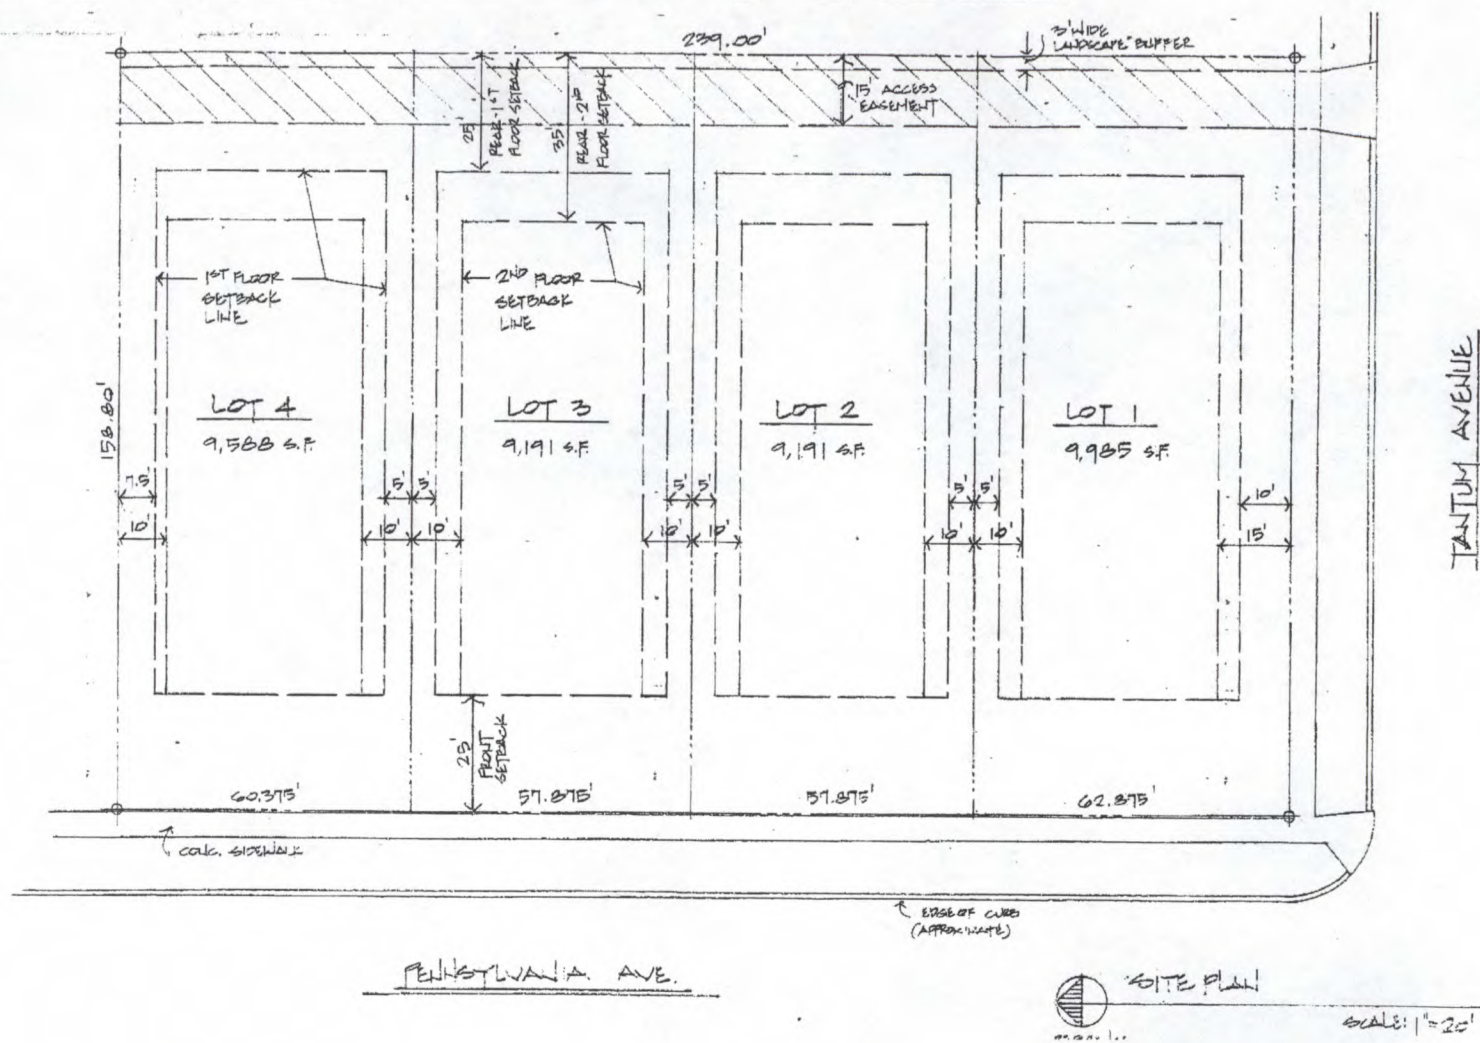 239.00'
3' WIDE
LANDSCAPE BUFFER
15' ACCESS
EASEMENT
25'
REAR - 1ST
FLOOR SETBACK
35'
REAR - 2ND
FLOOR SETBACK
1ST FLOOR
SETBACK
LINE
2ND FLOOR
SETBACK
LINE
158.80'
LOT 4
9,588 S.F.
LOT 3
9,191 S.F.
LOT 2
9,191 S.F.
LOT 1
9,985 S.F.
TANTUM AVENUE
7.5 5' 5' 5' 5' 5' 5' 10'
10' 10' 10' 10' 10' 10' 10' 15'
25'
FRONT
SETBACK
60.375' 57.875' 57.875' 62.875'
CONC. SIDEWALK
EDGE OF CURB
(APPROXIMATE)
PENNSYLVANIA AVE.
SITE PLAN
SCALE: 1"=20'